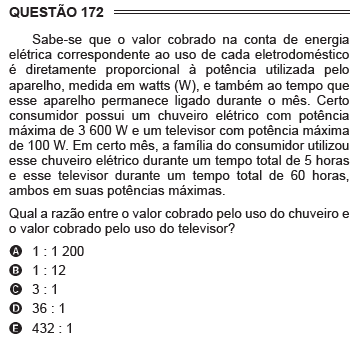 QUESTÃO 172
Sabe-se que o valor cobrado na conta de energia
elétrica correspondente ao uso de cada eletrodoméstico
é diretamente proporcional à potência utilizada pelo
aparelho, medida em watts (W), e também ao tempo que
esse aparelho permanece ligado durante o mês. Certo
consumidor possui um chuveiro elétrico com potência
máxima de 3 600 W e um televisor com potência máxima
de 100 W. Em certo mês, a família do consumidor utilizou
esse chuveiro elétrico durante um tempo total de 5 horas
e esse televisor durante um tempo total de 60 horas,
ambos em suas potências máximas.
Qual a razão entre o valor cobrado pelo uso do chuveiro e
o valor cobrado pelo uso do televisor?
A 1 : 1 200
B 1 : 12
C 3 : 1
D 36 : 1
E 432 : 1